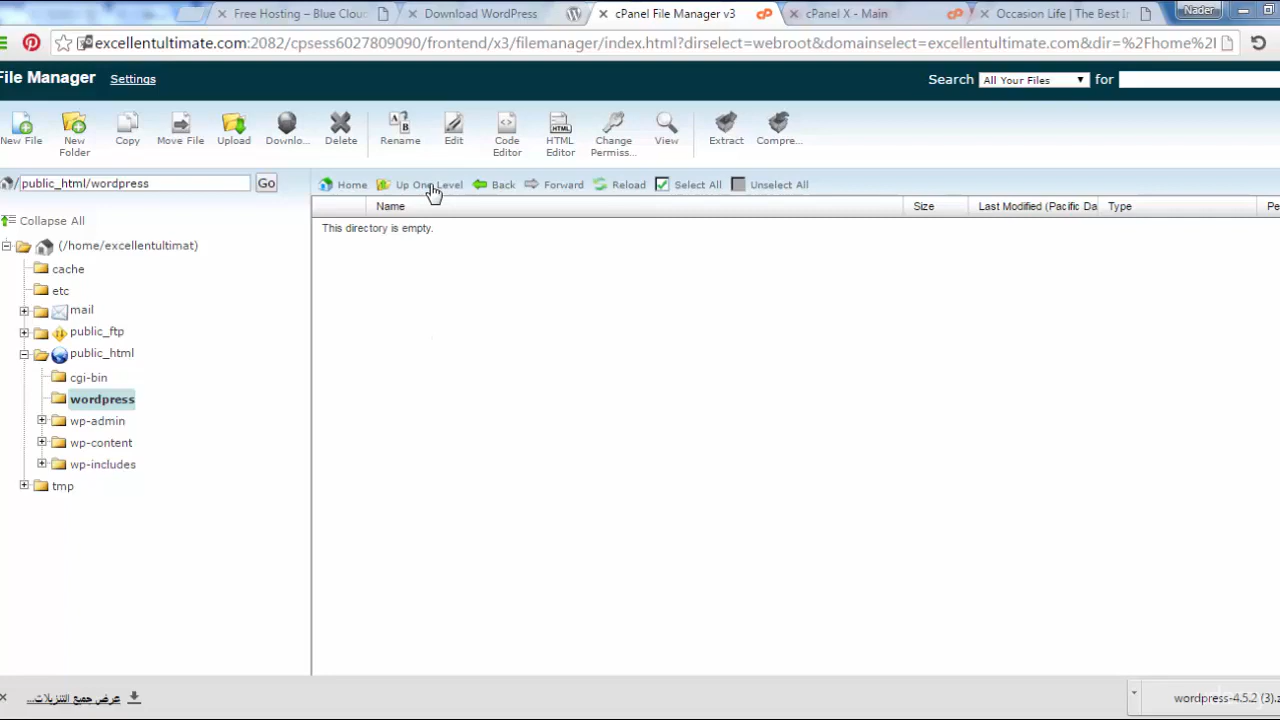 Free Hosting – Blue Clou
Download WordPress
cPanel File Manager v3
cPanel X - Main
Occasion Life | The Best I
Nader
excellentultimate.com:2082/cpsess6027809090/frontend/x3/filemanager/index.html?dirselect=webroot&domainselect=excellentultimate.com&dir=%2Fhome%2
File Manager
Settings
Search
All Your Files
for
New File
New Folder
Copy
Move File
Upload
Downlo...
Delete
Rename
Edit
Code Editor
HTML Editor
Change Permiss...
View
Extract
Compre...
/
public_html/wordpress
Go
Home
Up One Level
Back
Forward
Reload
Select All
Unselect All
Collapse All
Name
Size
Last Modified (Pacific Da
Type
Pe
(/home/excellentultimat)
This directory is empty.
cache
etc
mail
public_ftp
public_html
cgi-bin
wordpress
wp-admin
wp-content
wp-includes
tmp
عرض جميع التنزيلات...
wordpress-4.5.2 (3).z